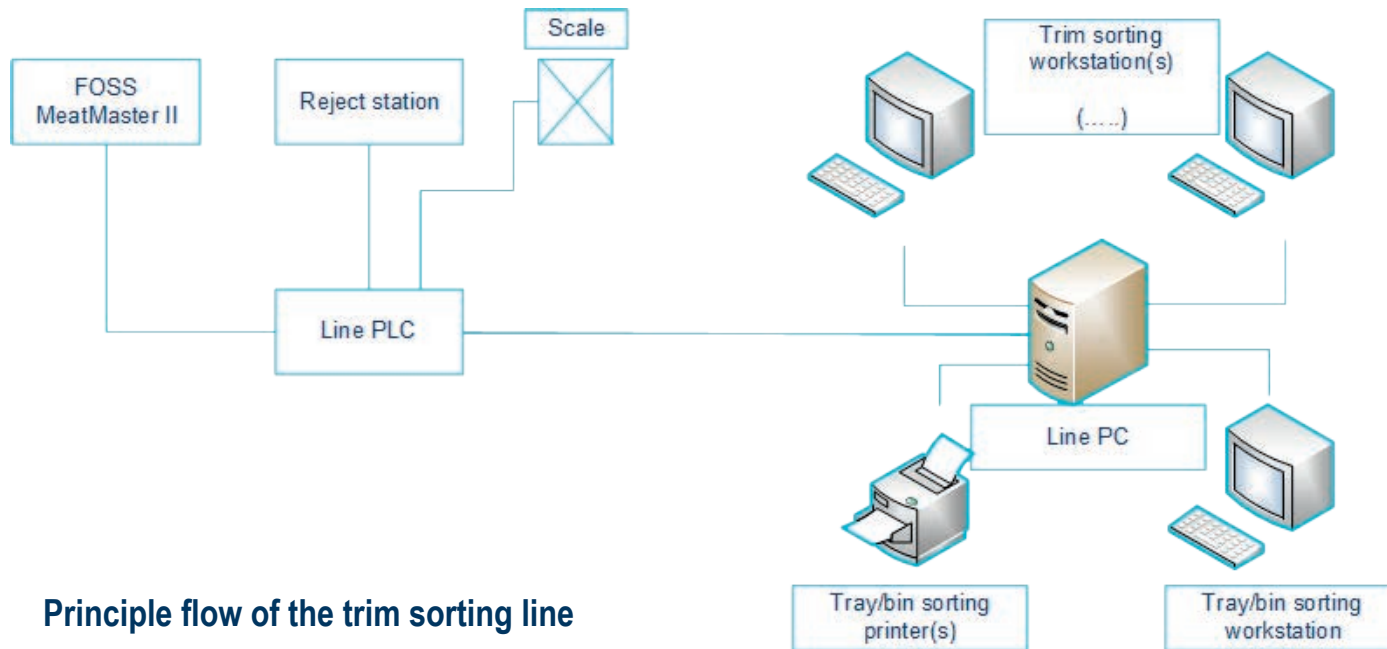 Scale
FOSS
MeatMaster II
Reject station
Trim sorting
workstation(s)
(.....)
Line PLC
Line PC
Tray/bin sorting
printer(s)
Tray/bin sorting
workstation
Principle flow of the trim sorting line